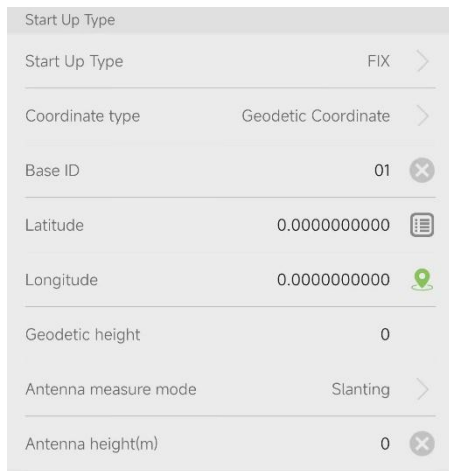 Start Up Type
Start Up Type FIX
Coordinate type Geodetic Coordinate
Base ID 01
Latitude 0.0000000000
Longitude 0.0000000000
Geodetic height 0
Antenna measure mode Slanting
Antenna height(m) 0